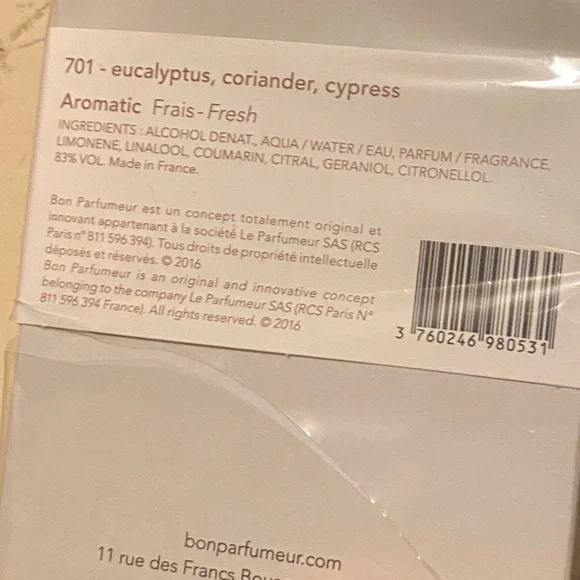 701 - eucalyptus, coriander, cypress
Aromatic Frais-Fresh
INGREDIENTS : ALCOHOL DENAT., AQUA / WATER / EAU, PARFUM / FRAGRANCE,
LIMONENE, LINALOOL, COUMARIN, CITRAL, GERANIOL, CITRONELLOL.
83% VOL. Made in France.
Bon Parfumeur est un concept totalement original et
innovant appartenant à la société Le Parfumeur SAS (RCS
Paris n° 811 596 394). Tous droits de propriété intellectuelle
déposés et réservés. © 2016
Bon Parfumeur is an original and innovative concept
belonging to the company Le Parfumeur SAS (RCS Paris N°
811 596 394 France). All rights reserved. © 2016
3 760246 980531
bonparfumeur.com
11 rue des Francs